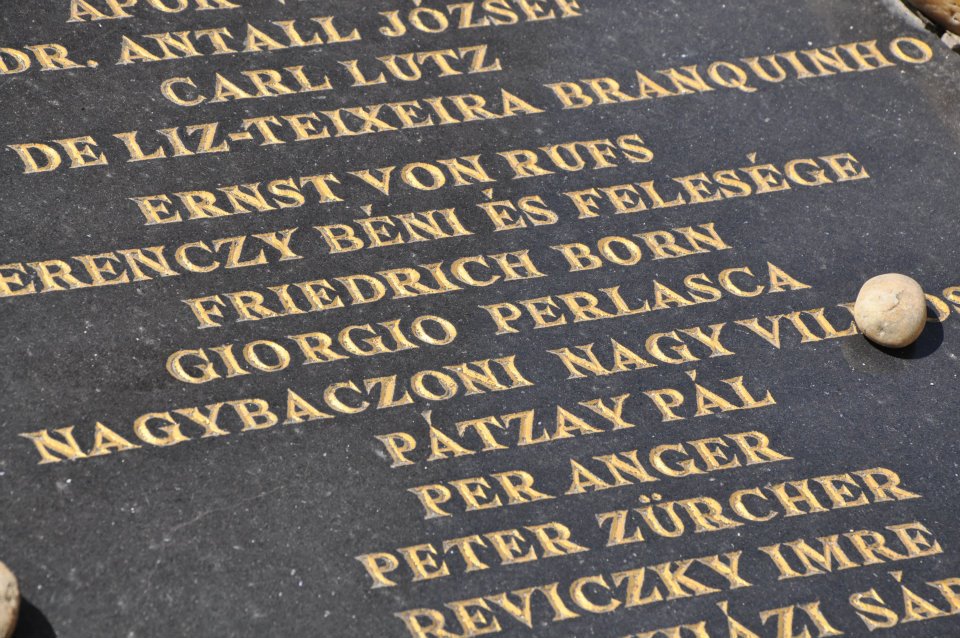 DR. ANTALL JÓZSEF
CARL LUTZ
DE LIZ-TEIXEIRA BRANQUINHO
ERNST VON RUFS
FERENCZY BÉNI ÉS FELESÉGE
FRIEDRICH BORN
GIORGIO PERLASCA
NAGYBACZONI NAGY
PÁTZAY PÁL
PER ANGER
PETER ZÜRCHER
REVICZKY IMRE